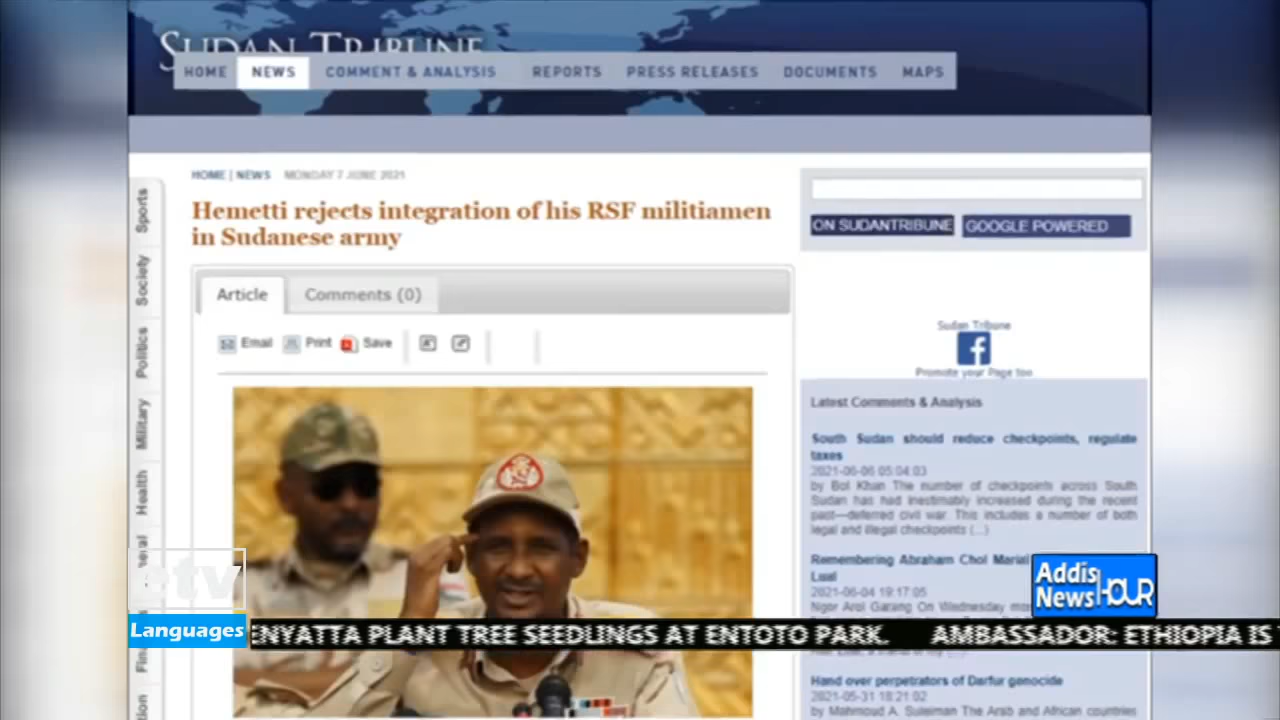 SUDAN TRIBUNE
HOME NEWS COMMENT & ANALYSIS REPORTS PRESS RELEASES DOCUMENTS MAPS
HOME | NEWS MONDAY 7 JUNE 2021
Hemetti rejects integration of his RSF militiamen
in Sudanese army
Article Comments (0)
Email Print Save
Sports
Society
Politics
Military
Health
ON SUDANTRIBUNE GOOGLE POWERED
Sudan Tribune
Promote your Page too
Latest Comments & Analysis
South Sudan should reduce checkpoints, regulate
taxes
2021-06-06 05:04:03
by Bol Khan The number of checkpoints across South
Sudan has had inestimably increased during the recent
past—deferred civil war. This includes a number of both
legal and illegal checkpoints (...)
Remembering Abraham Chol Marial
Lual
2021-06-04 19:17:05
Ngor Arol Garang On Wednesday
Hand over perpetrators of Darfur genocide
2021-05-31 18:21:02
by Mahmoud A. Suleiman The Arab and African countries
etv
Languages
Addis
News HOUR
ENYATTA PLANT TREE SEEDLINGS AT ENTOTO PARK. AMBASSADOR: ETHIOPIA IS